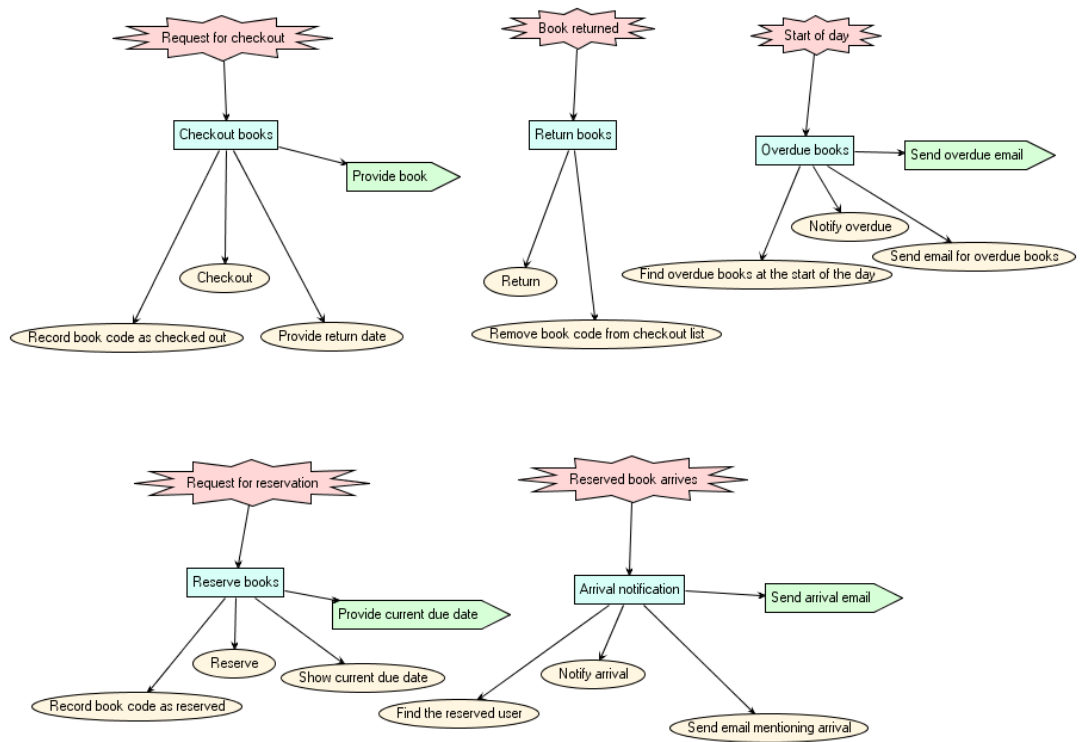 Request for checkout
Book returned
Start of day
Checkout books
Return books
Overdue books
Send overdue email
Provide book
Notify overdue
Send email for overdue books
Checkout
Return
Find overdue books at the start of the day
Record book code as checked out
Provide return date
Remove book code from checkout list
Request for reservation
Reserved book arrives
Reserve books
Arrival notification
Send arrival email
Provide current due date
Reserve
Show current due date
Notify arrival
Record book code as reserved
Find the reserved user
Send email mentioning arrival